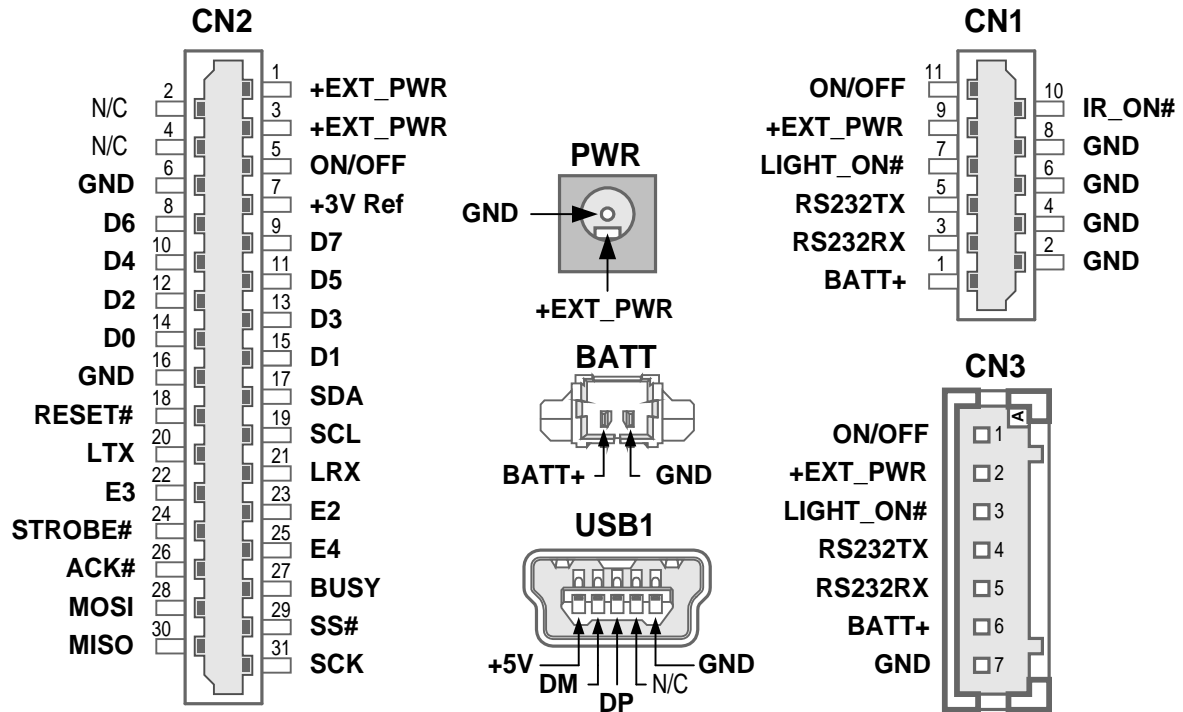 CN2
1
+EXT_PWR
2
N/C
3
+EXT_PWR
4
N/C
5
ON/OFF
6
GND
7
+3V Ref
8
D6
9
D7
10
D4
11
D5
12
D2
13
D3
14
D0
15
D1
16
GND
17
SDA
18
RESET#
19
SCL
20
LTX
21
LRX
22
E3
23
E2
24
STROBE#
25
E4
26
ACK#
27
BUSY
28
MOSI
29
SS#
30
MISO
31
SCK
PWR
GND
+EXT_PWR
BATT
BATT+
GND
USB1
+5V
DM
DP
N/C
GND
CN1
11
ON/OFF
10
IR_ON#
9
+EXT_PWR
8
GND
7
LIGHT_ON#
6
GND
5
RS232TX
4
GND
3
RS232RX
2
GND
1
BATT+
CN3
A
ON/OFF 1
+EXT_PWR 2
LIGHT_ON# 3
RS232TX 4
RS232RX 5
BATT+ 6
GND 7